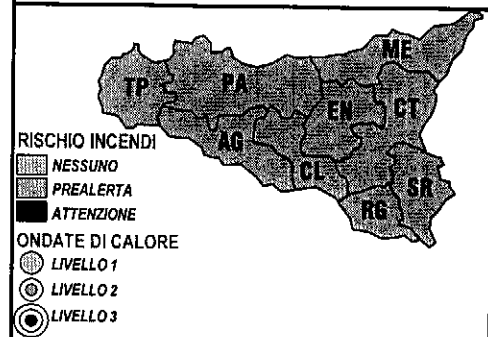 ME
TP
PA
EN
CT
AG
CL
SR
RG
RISCHIO INCENDI
NESSUNO
PREALERTA
ATTENZIONE
ONDATE DI CALORE
LIVELLO 1
LIVELLO 2
LIVELLO 3